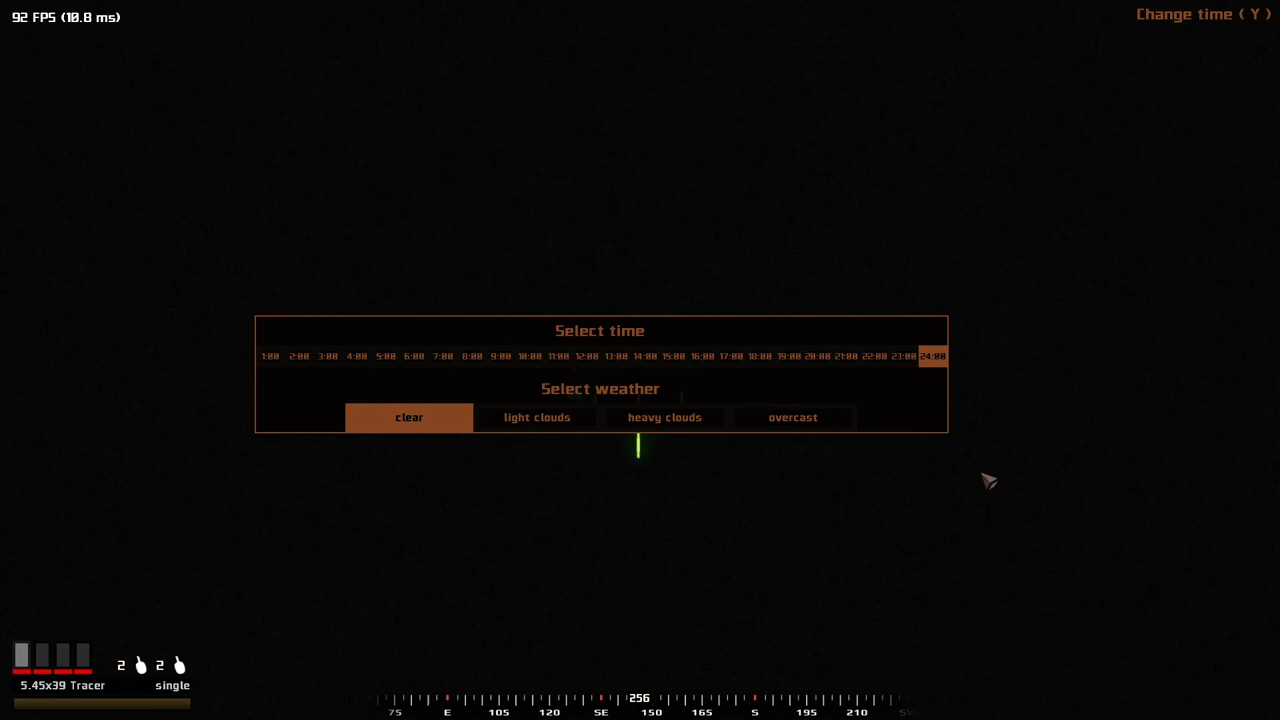 92 FPS (10.8 ms)
Change time ( Y )
Select time
1:00 2:00 3:00 4:00 5:00 6:00 7:00 8:00 9:00 10:00 11:00 12:00 13:00 14:00 15:00 16:00 17:00 18:00 19:00 20:00 21:00 22:00 23:00 24:00
Select weather
clear light clouds heavy clouds overcast
2 2
5.45x39 Tracer single
256
75 E 105 120 SE 150 165 S 195 210 SW